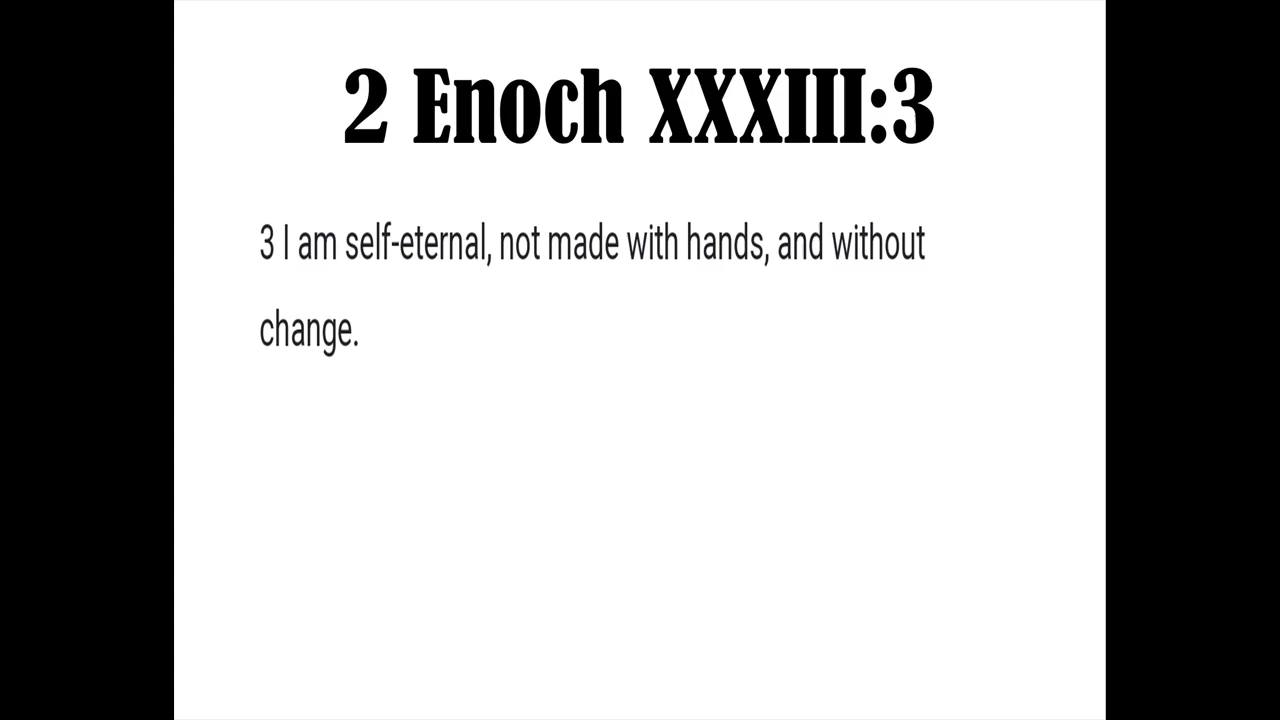 2 Enoch XXXIII:3
3 I am self-eternal, not made with hands, and without
change.